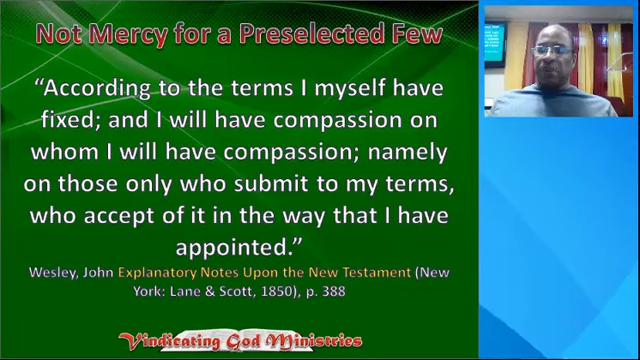 Not Mercy for a Preselected Few
“According to the terms I myself have
fixed; and I will have compassion on
whom I will have compassion; namely
on those only who submit to my terms,
who accept of it in the way that I have
appointed.”
Wesley, John Explanatory Notes Upon the New Testament (New
York: Lane & Scott, 1850), p. 388
Vindicating God Ministries